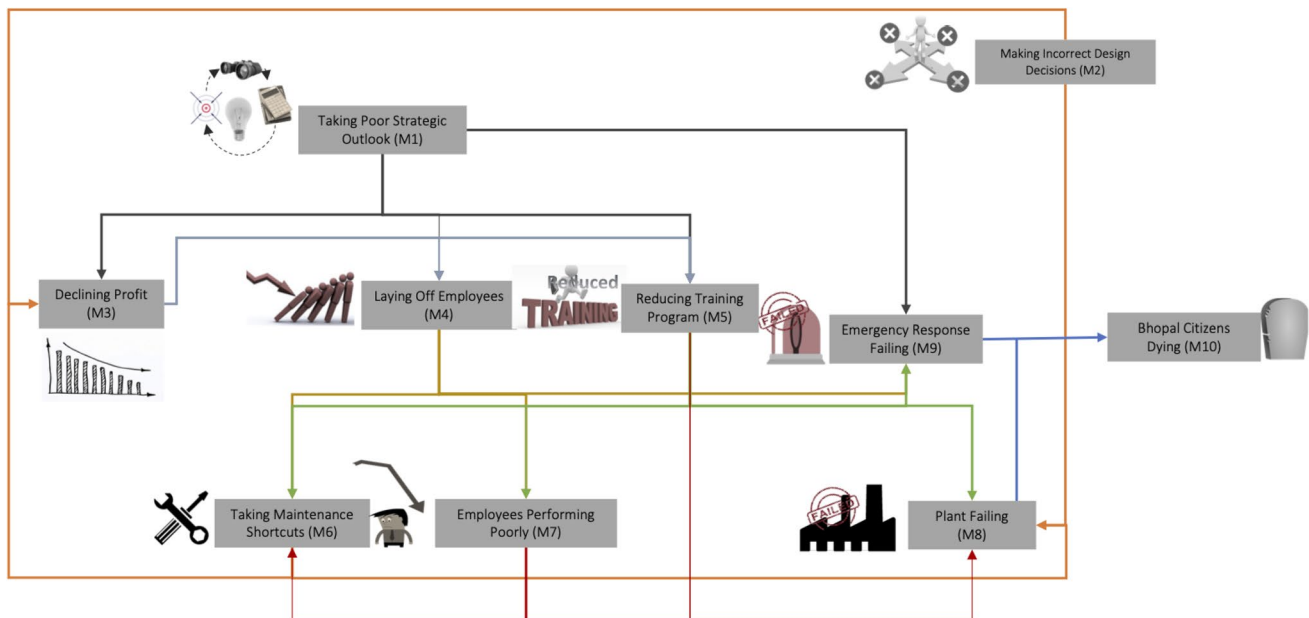 Making Incorrect Design
Decisions (M2)
Taking Poor Strategic
Outlook (M1)
Declining Profit
(M3)
Laying Off Employees
(M4)
Reduced
TRAINING
Reducing Training
Program (M5)
FAILED
Emergency Response
Failing (M9)
Bhopal Citizens
Dying (M10)
Taking Maintenance
Shortcuts (M6)
Employees Performing
Poorly (M7)
FAILED
Plant Failing
(M8)